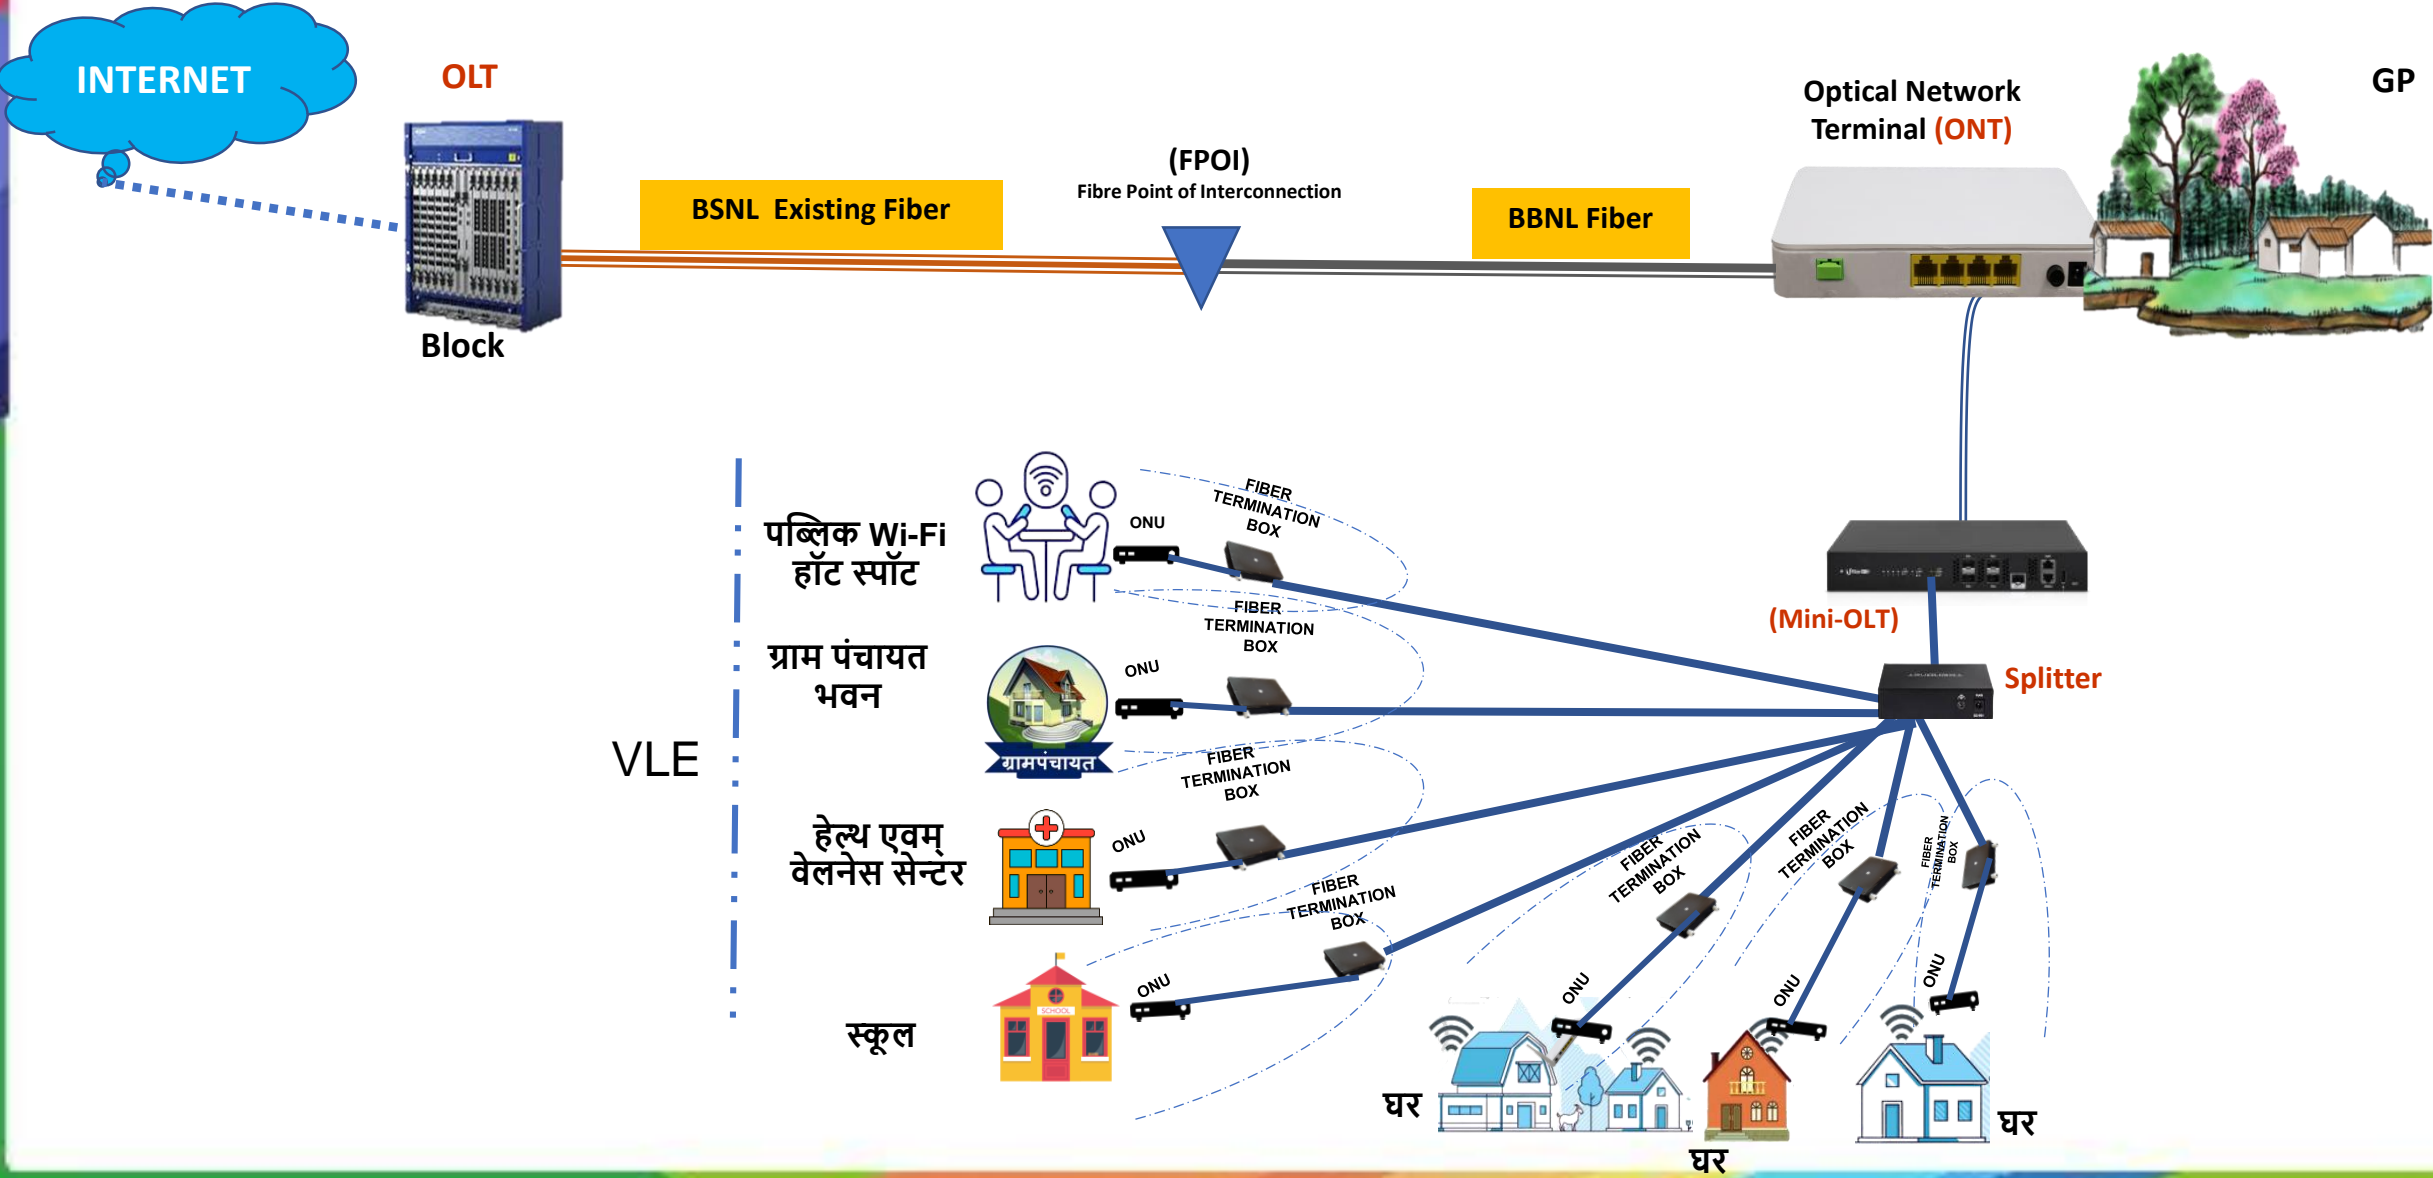 INTERNET
OLT
Block
BSNL Existing Fiber
(FPOI)
Fibre Point of Interconnection
BBNL Fiber
Optical Network
Terminal (ONT)
GP
(Mini-OLT)
Splitter
VLE
पब्लिक Wi-Fi
हॉट स्पॉट
ONU
FIBER
TERMINATION
BOX
ग्राम पंचायत
भवन
ग्रामपंचायत
ONU
FIBER
TERMINATION
BOX
हेल्थ एवम्
वेलनेस सेन्टर
ONU
FIBER
TERMINATION
BOX
स्कूल
SCHOOL
ONU
FIBER
TERMINATION
BOX
FIBER
TERMINATION
BOX
ONU
घर
FIBER
TERMINATION
BOX
ONU
घर
FIBER
TERMINATION
BOX
ONU
घर